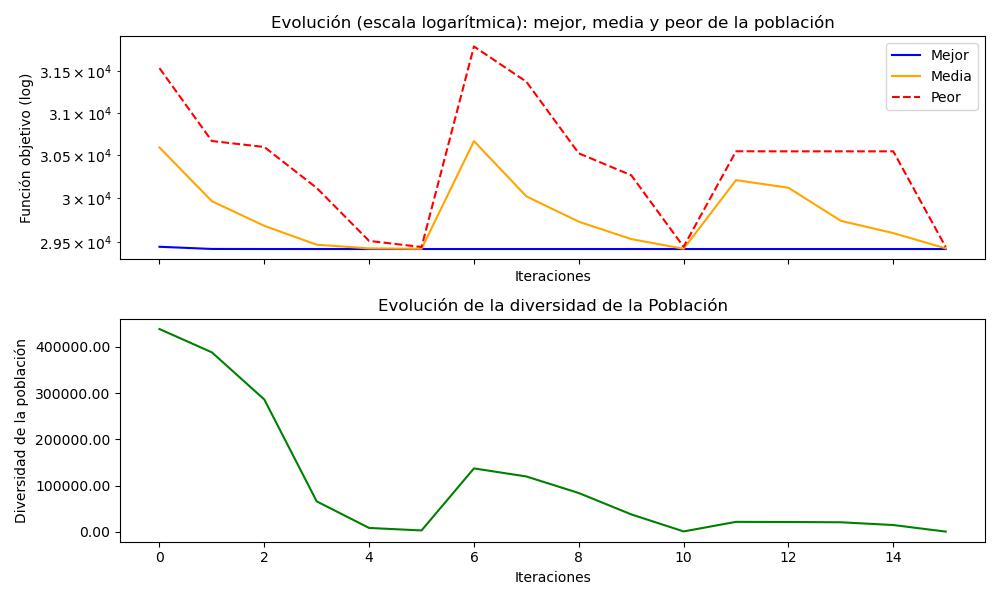 Evolución (escala logarítmica): mejor, media y peor de la población
Función objetivo (log)
3.15 × 10⁴
3.1 × 10⁴
3.05 × 10⁴
3 × 10⁴
2.95 × 10⁴
Mejor
Media
Peor
Iteraciones
Evolución de la diversidad de la Población
Diversidad de la población
400000.00
300000.00
200000.00
100000.00
0.00
0 2 4 6 8 10 12 14
Iteraciones